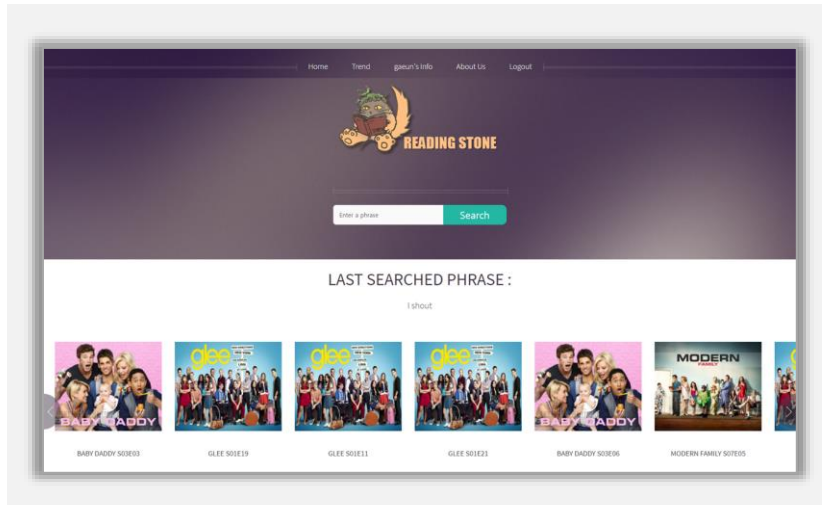 Home Trend gaeun's Info About Us Logout
READING STONE
Enter a phrase Search
LAST SEARCHED PHRASE :
I shout
BABY DADDY
glee
glee
glee
BABY DADDY
MODERN
FAMILY
BABY DADDY S03E03 GLEE S01E19 GLEE S01E11 GLEE S01E21 BABY DADDY S03E06 MODERN FAMILY S07E05